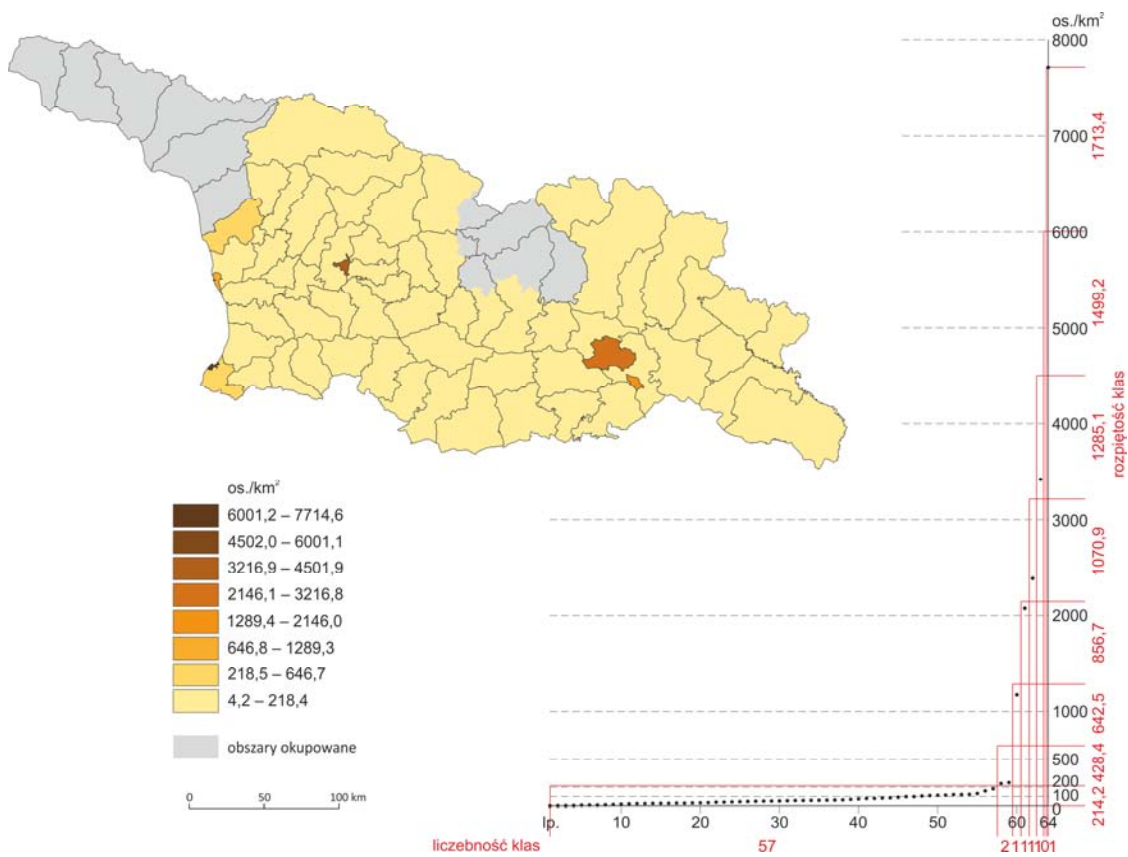 os./km²
8000
7000
6000
5000
4000
3000
2000
1000
500
200
100
0
1713,4
1499,2
1285,1
1070,9
856,7
642,5
428,4
214,2
rozpiętość klas
os./km²
6001,2 – 7714,6
4502,0 – 6001,1
3216,9 – 4501,9
2146,1 – 3216,8
1289,4 – 2146,0
646,8 – 1289,3
218,5 – 646,7
4,2 – 218,4
obszary okupowane
0 50 100 km
lp. 10 20 30 40 50 60 64
liczebność klas 57 2 1 1 1 1 0 1